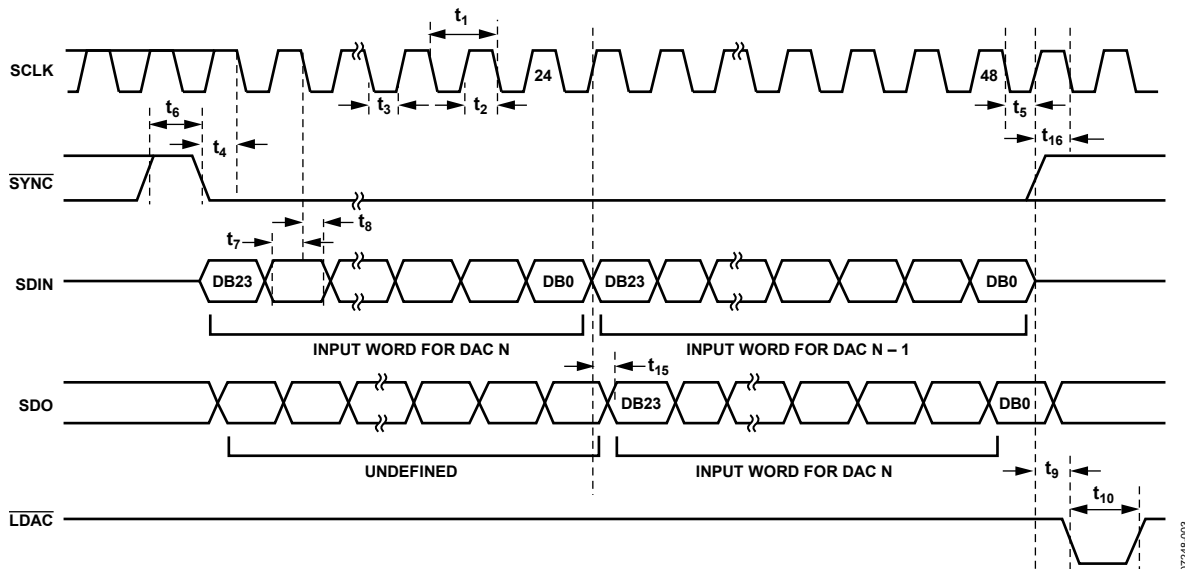 t1
SCLK
24
48
t3
t2
t5
t6
t4
t16
SYNC
t7
t8
SDIN
DB23
DB0
DB23
DB0
INPUT WORD FOR DAC N
INPUT WORD FOR DAC N – 1
t15
SDO
DB23
DB0
UNDEFINED
INPUT WORD FOR DAC N
t9
t10
LDAC
07248-003